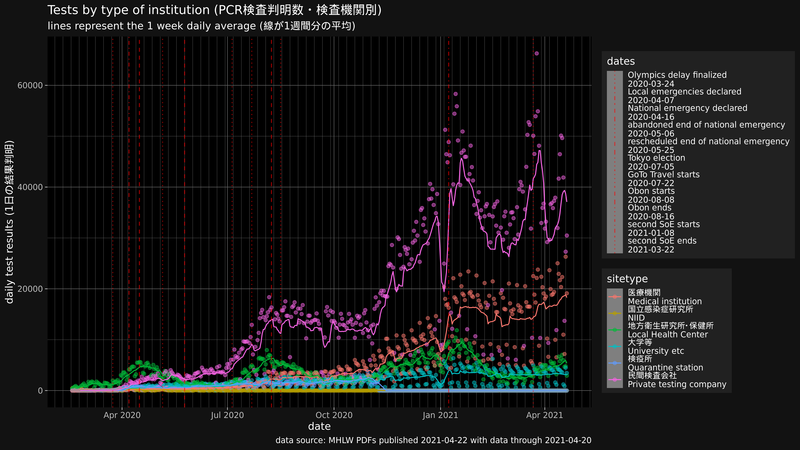 Tests by type of institution (PCR検査判明数・検査機関別)
lines represent the 1 week daily average (線が1週間分の平均)
daily test results (1日の結果判明)
60000
40000
20000
0
Apr 2020
Jul 2020
Oct 2020
Jan 2021
Apr 2021
date
data source: MHLW PDFs published 2021-04-22 with data through 2021-04-20
dates
Olympics delay finalized
2020-03-24
Local emergencies declared
2020-04-07
National emergency declared
2020-04-16
abandoned end of national emergency
2020-05-06
rescheduled end of national emergency
2020-05-25
Tokyo election
2020-07-05
GoTo Travel starts
2020-07-22
Obon starts
2020-08-08
Obon ends
2020-08-16
second SoE starts
2021-01-08
second SoE ends
2021-03-22
sitetype
医療機関
Medical institution
国立感染症研究所
NIID
地方衛生研究所·保健所
Local Health Center
大学等
University etc
検疫所
Quarantine station
民間検査会社
Private testing company